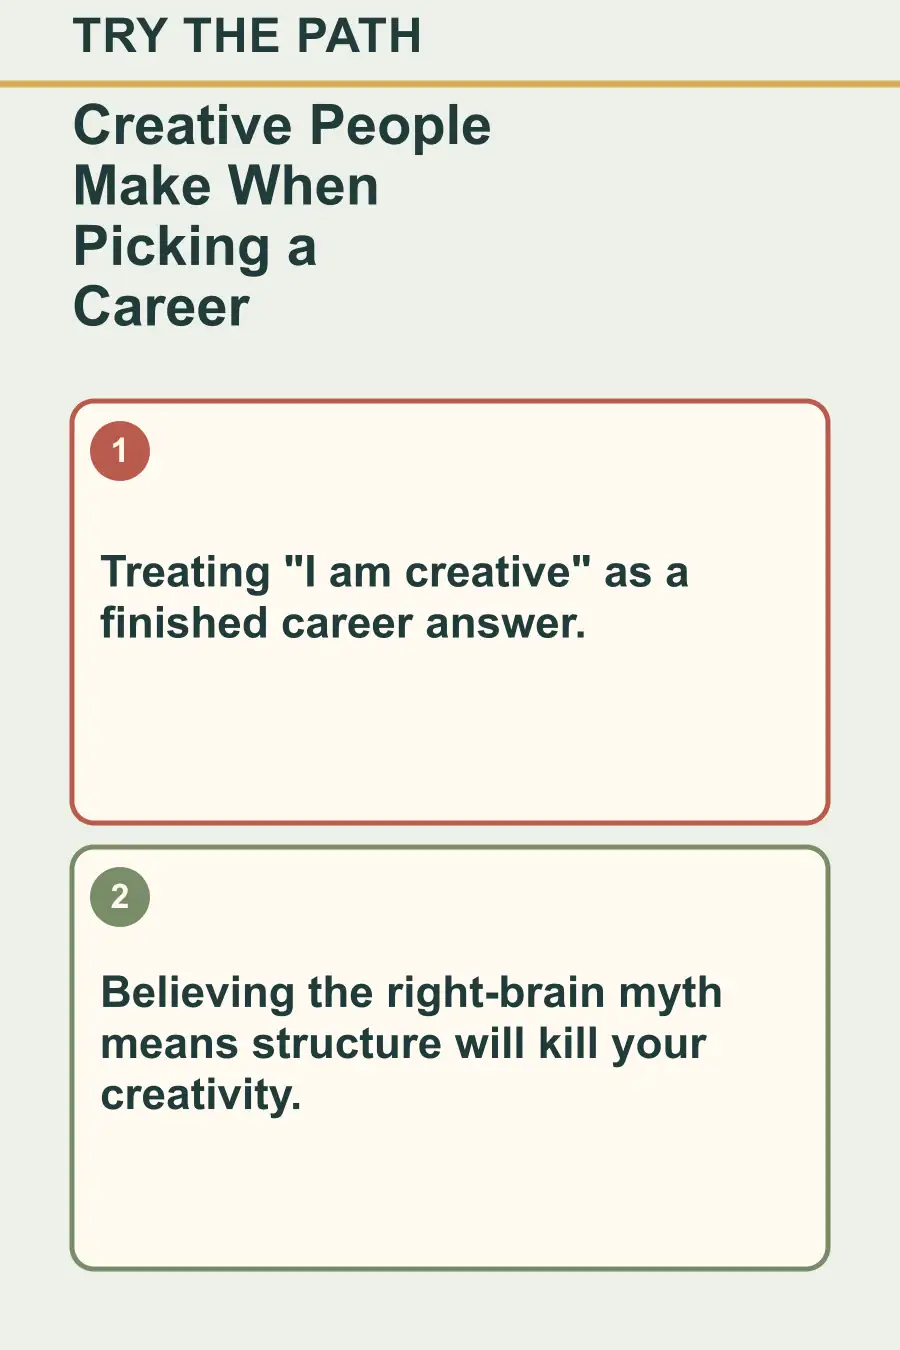 TRY THE PATH
Creative People
Make When
Picking a
Career
1
Treating "I am creative" as a
finished career answer.
2
Believing the right-brain myth
means structure will kill your
creativity.